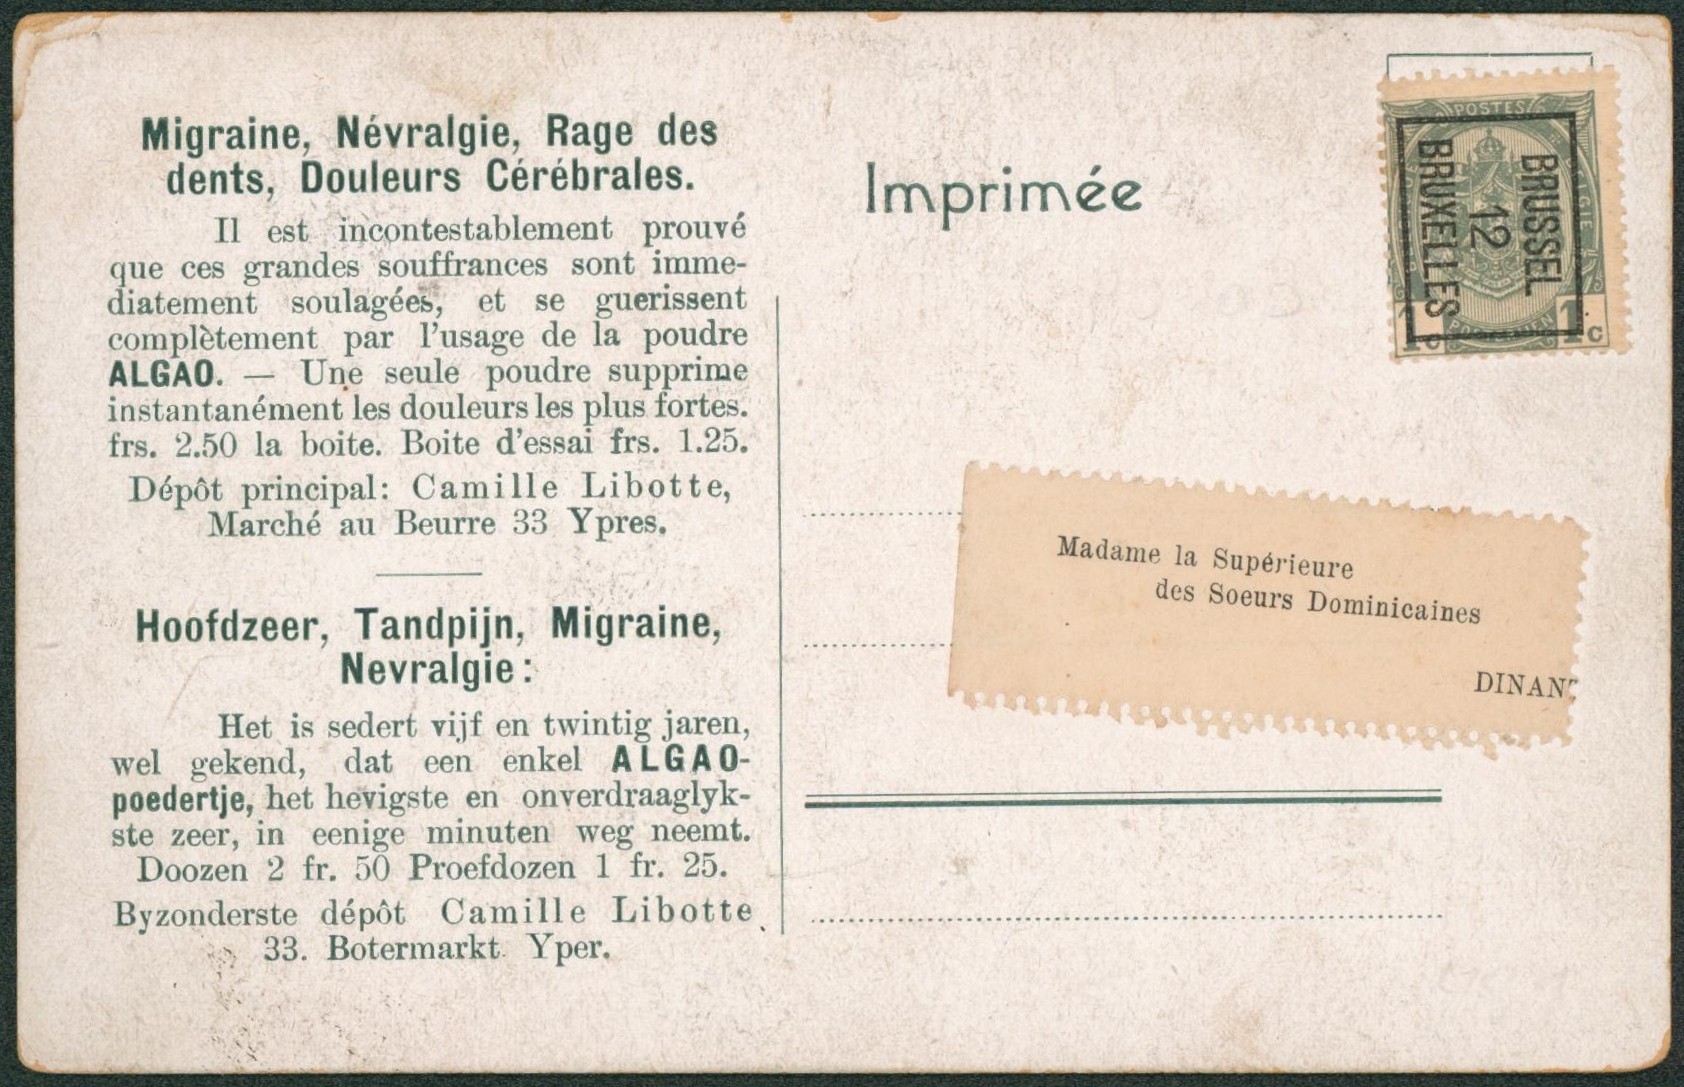 Migraine, Névralgie, Rage des
dents, Douleurs Cérébrales.
Il est incontestablement prouvé
que ces grandes souffrances sont imme-
diatement soulagées, et se guerissent
complètement par l'usage de la poudre
ALGAO. — Une seule poudre supprime
instantanément les douleurs les plus fortes.
frs. 2.50 la boite. Boite d'essai frs. 1.25.
Dépôt principal: Camille Libotte,
Marché au Beurre 33 Ypres.
Hoofdzeer, Tandpijn, Migraine,
Nevralgie:
Het is sedert vijf en twintig jaren,
wel gekend, dat een enkel ALGAO-
poedertje, het hevigste en onverdraaglyk-
ste zeer, in eenige minuten weg neemt.
Doozen 2 fr. 50 Proefdozen 1 fr. 25.
Byzonderste dépôt Camille Libotte
33. Botermarkt Yper.
Imprimée
POSTES
BRUSSEL
12
BRUXELLES
1c 1c
Madame la Supérieure
des Soeurs Dominicaines
DINANT